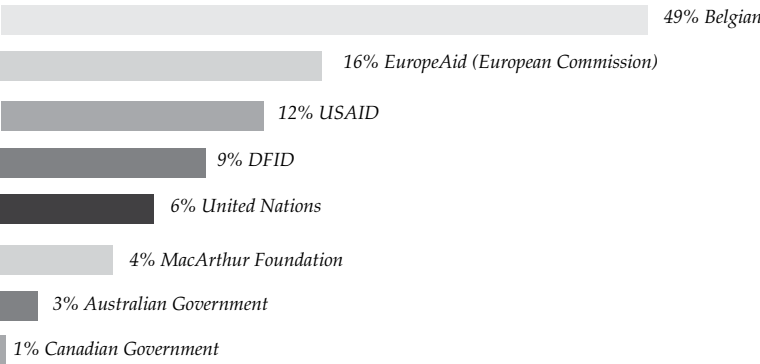 49% Belgian
16% EuropeAid (European Commission)
12% USAID
9% DFID
6% United Nations
4% MacArthur Foundation
3% Australian Government
1% Canadian Government